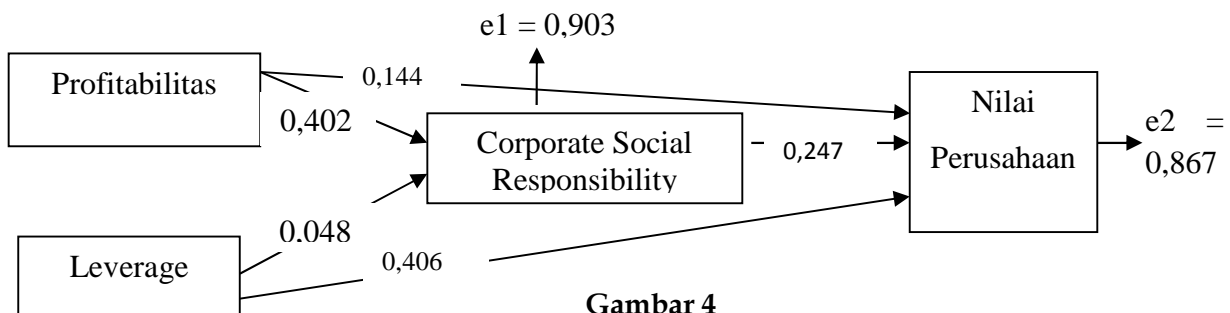 e1 = 0,903
Profitabilitas
0,144
0,402
Corporate Social
Responsibility
0,247
Nilai
Perusahaan
e2 =
0,867
0,048
Leverage
0,406
Gambar 4